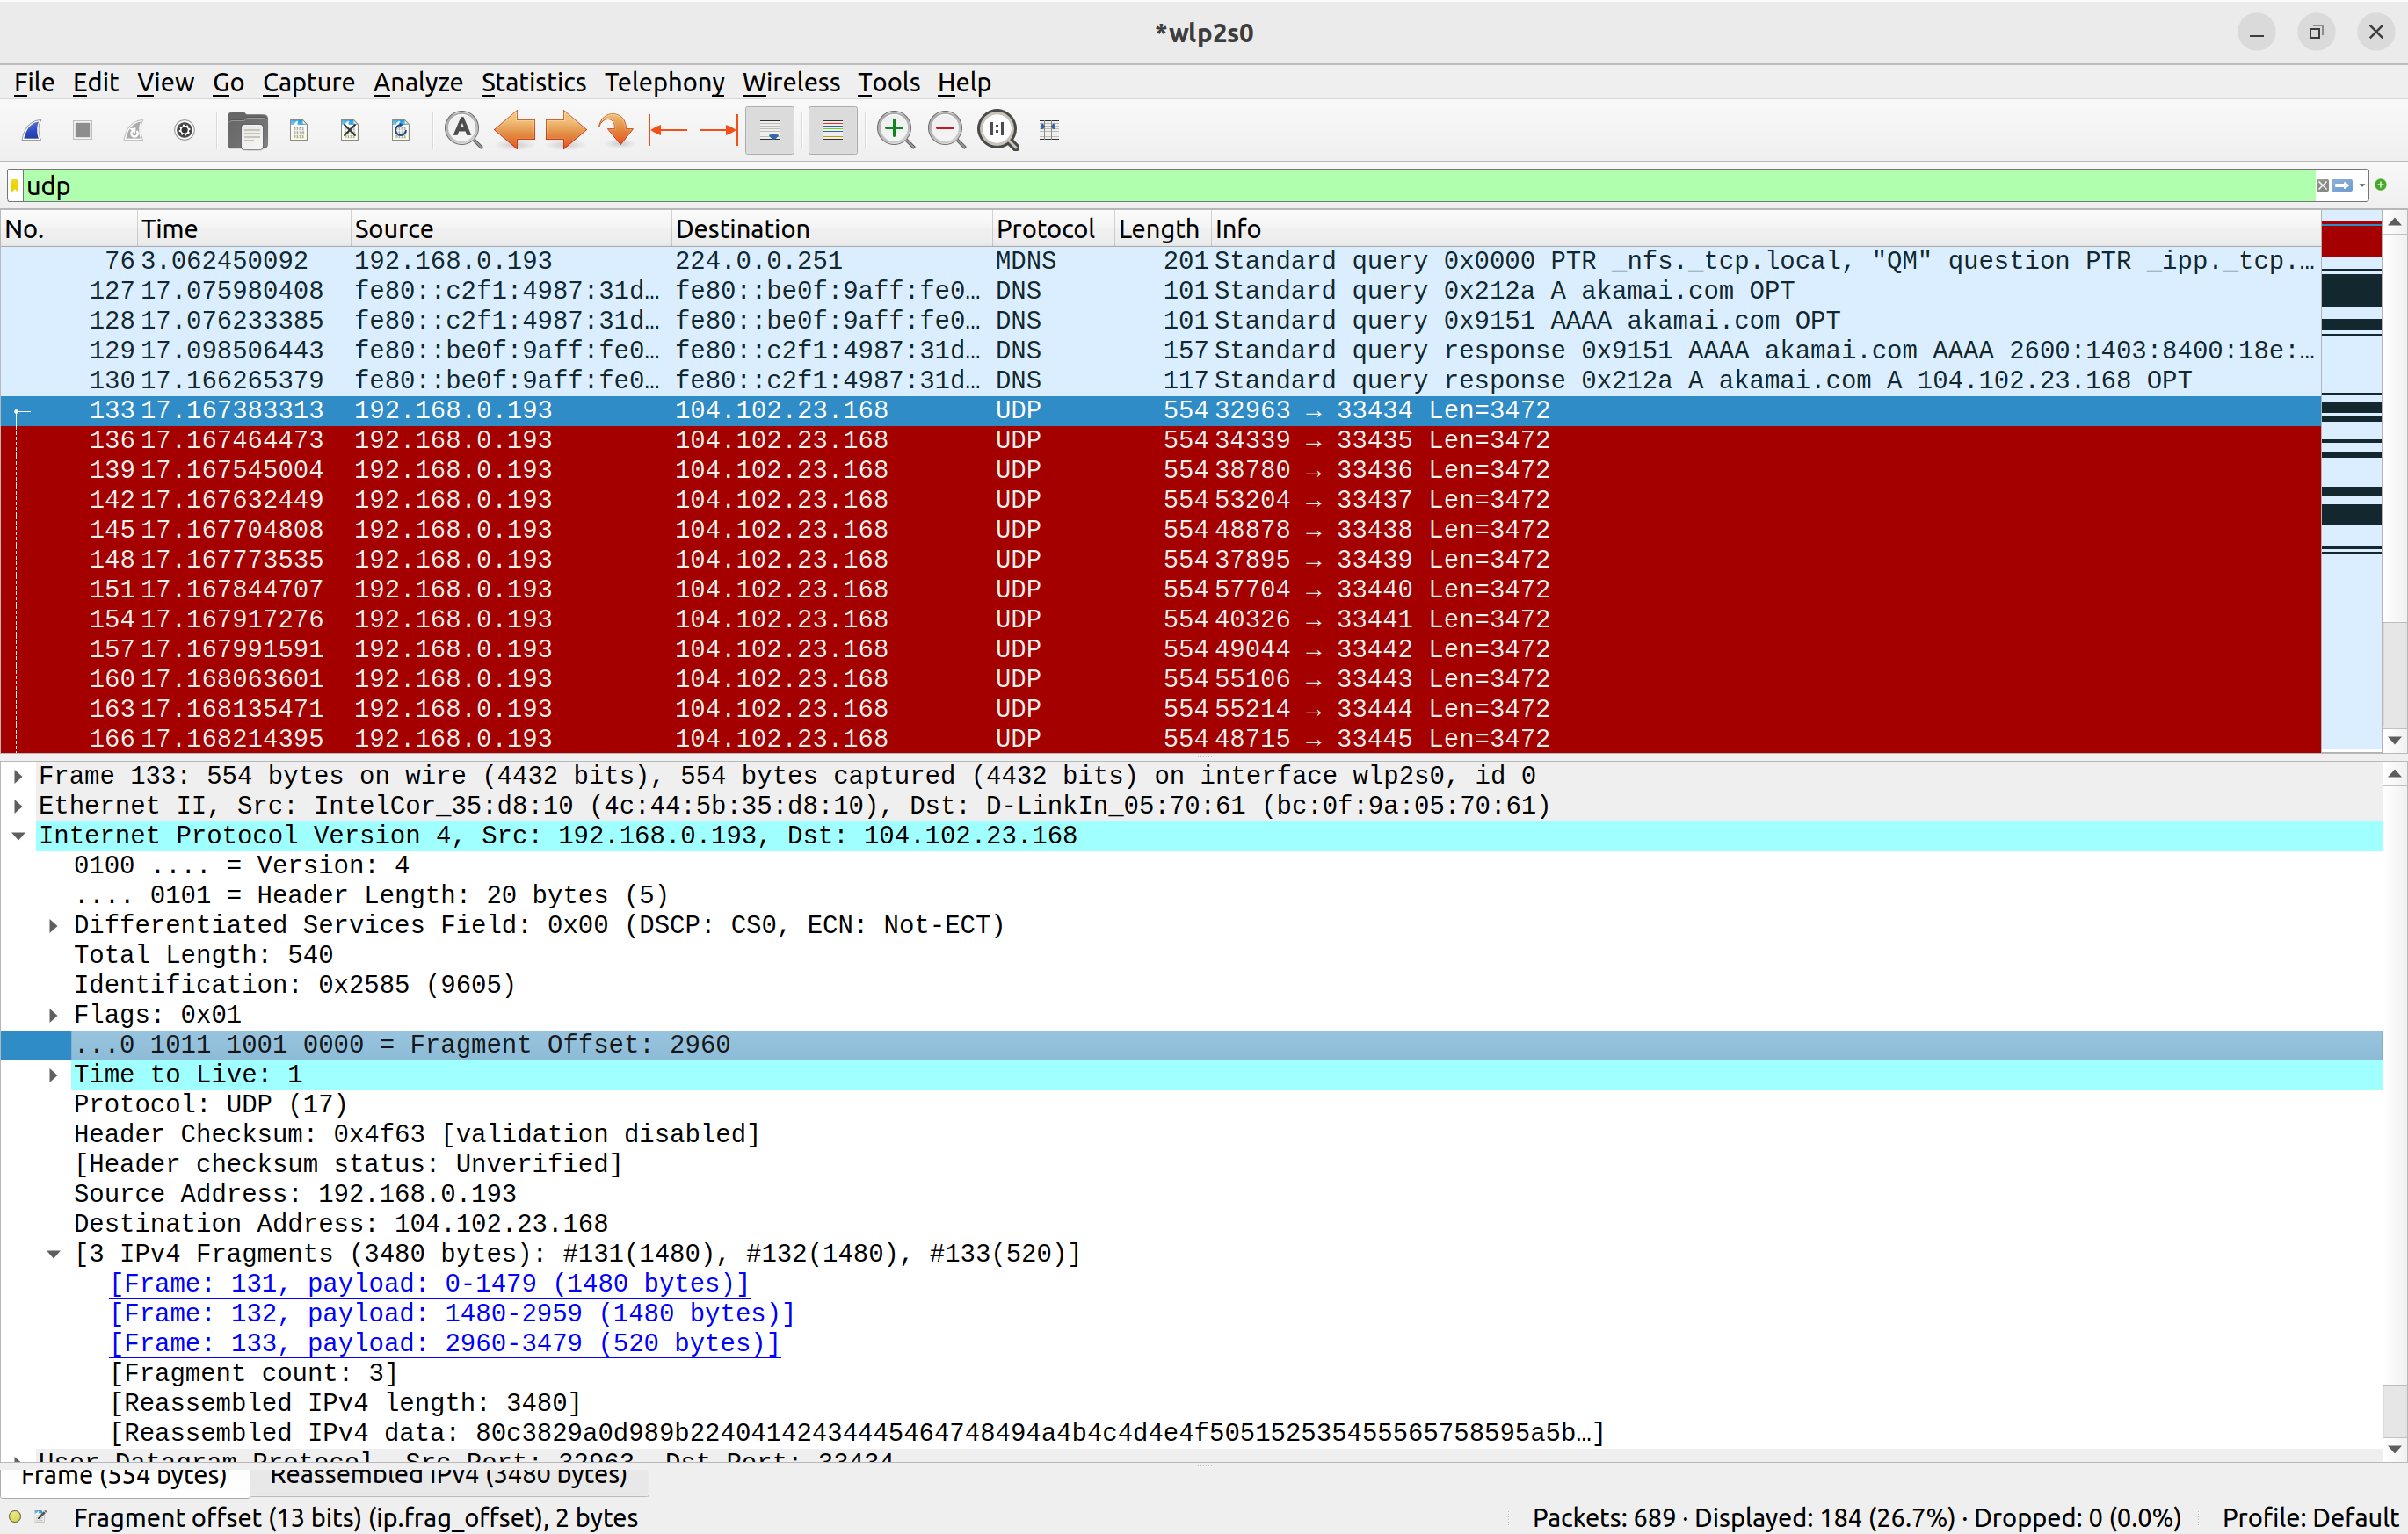 *wlp2s0
File Edit View Go Capture Analyze Statistics Telephony Wireless Tools Help
udp
No. Time Source Destination Protocol Length Info
76 3.062450092 192.168.0.193 224.0.0.251 MDNS 201 Standard query 0x0000 PTR _nfs._tcp.local, "QM" question PTR _ipp._tcp.…
127 17.075980408 fe80::c2f1:4987:31d… fe80::be0f:9aff:fe0… DNS 101 Standard query 0x212a A akamai.com OPT
128 17.076233385 fe80::c2f1:4987:31d… fe80::be0f:9aff:fe0… DNS 101 Standard query 0x9151 AAAA akamai.com OPT
129 17.098506443 fe80::be0f:9aff:fe0… fe80::c2f1:4987:31d… DNS 157 Standard query response 0x9151 AAAA akamai.com AAAA 2600:1403:8400:18e:…
130 17.166265379 fe80::be0f:9aff:fe0… fe80::c2f1:4987:31d… DNS 117 Standard query response 0x212a A akamai.com A 104.102.23.168 OPT
133 17.167383313 192.168.0.193 104.102.23.168 UDP 554 32963 → 33434 Len=3472
136 17.167464473 192.168.0.193 104.102.23.168 UDP 554 34339 → 33435 Len=3472
139 17.167545004 192.168.0.193 104.102.23.168 UDP 554 38780 → 33436 Len=3472
142 17.167632449 192.168.0.193 104.102.23.168 UDP 554 53204 → 33437 Len=3472
145 17.167704808 192.168.0.193 104.102.23.168 UDP 554 48878 → 33438 Len=3472
148 17.167773535 192.168.0.193 104.102.23.168 UDP 554 37895 → 33439 Len=3472
151 17.167844707 192.168.0.193 104.102.23.168 UDP 554 57704 → 33440 Len=3472
154 17.167917276 192.168.0.193 104.102.23.168 UDP 554 40326 → 33441 Len=3472
157 17.167991591 192.168.0.193 104.102.23.168 UDP 554 49044 → 33442 Len=3472
160 17.168063601 192.168.0.193 104.102.23.168 UDP 554 55106 → 33443 Len=3472
163 17.168135471 192.168.0.193 104.102.23.168 UDP 554 55214 → 33444 Len=3472
166 17.168214395 192.168.0.193 104.102.23.168 UDP 554 48715 → 33445 Len=3472
Frame 133: 554 bytes on wire (4432 bits), 554 bytes captured (4432 bits) on interface wlp2s0, id 0
Ethernet II, Src: IntelCor_35:d8:10 (4c:44:5b:35:d8:10), Dst: D-LinkIn_05:70:61 (bc:0f:9a:05:70:61)
Internet Protocol Version 4, Src: 192.168.0.193, Dst: 104.102.23.168
0100 .... = Version: 4
.... 0101 = Header Length: 20 bytes (5)
Differentiated Services Field: 0x00 (DSCP: CS0, ECN: Not-ECT)
Total Length: 540
Identification: 0x2585 (9605)
Flags: 0x01
...0 1011 1001 0000 = Fragment Offset: 2960
Time to Live: 1
Protocol: UDP (17)
Header Checksum: 0x4f63 [validation disabled]
[Header checksum status: Unverified]
Source Address: 192.168.0.193
Destination Address: 104.102.23.168
[3 IPv4 Fragments (3480 bytes): #131(1480), #132(1480), #133(520)]
[Frame: 131, payload: 0-1479 (1480 bytes)]
[Frame: 132, payload: 1480-2959 (1480 bytes)]
[Frame: 133, payload: 2960-3479 (520 bytes)]
[Fragment count: 3]
[Reassembled IPv4 length: 3480]
[Reassembled IPv4 data: 80c3829a0d989b22404142434445464748494a4b4c4d4e4f505152535455565758595a5b…]
User Datagram Protocol, Src Port: 32963, Dst Port: 33434
Frame (554 bytes) Reassembled IPv4 (3480 bytes)
Fragment offset (13 bits) (ip.frag_offset), 2 bytes Packets: 689 · Displayed: 184 (26.7%) · Dropped: 0 (0.0%) Profile: Default